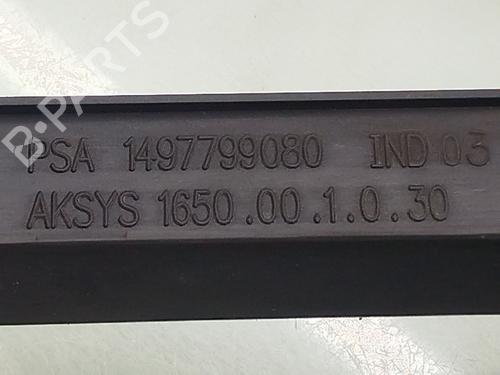 PSA 1497799080 IND 03
AKSYS 1650.00.1.0.30
B-PARTS